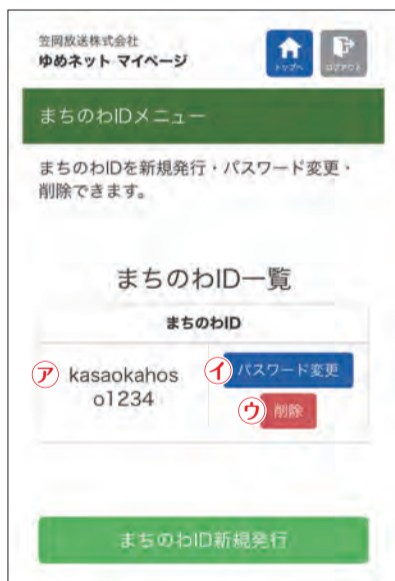 笠岡放送株式会社
ゆめネット マイページ
トップへ
ログアウト
まちのわIDメニュー
まちのわIDを新規発行・パスワード変更・
削除できます。
まちのわID一覧
まちのわID
ア kasaokahos
o1234
イ パスワード変更
ウ 削除
まちのわID新規発行